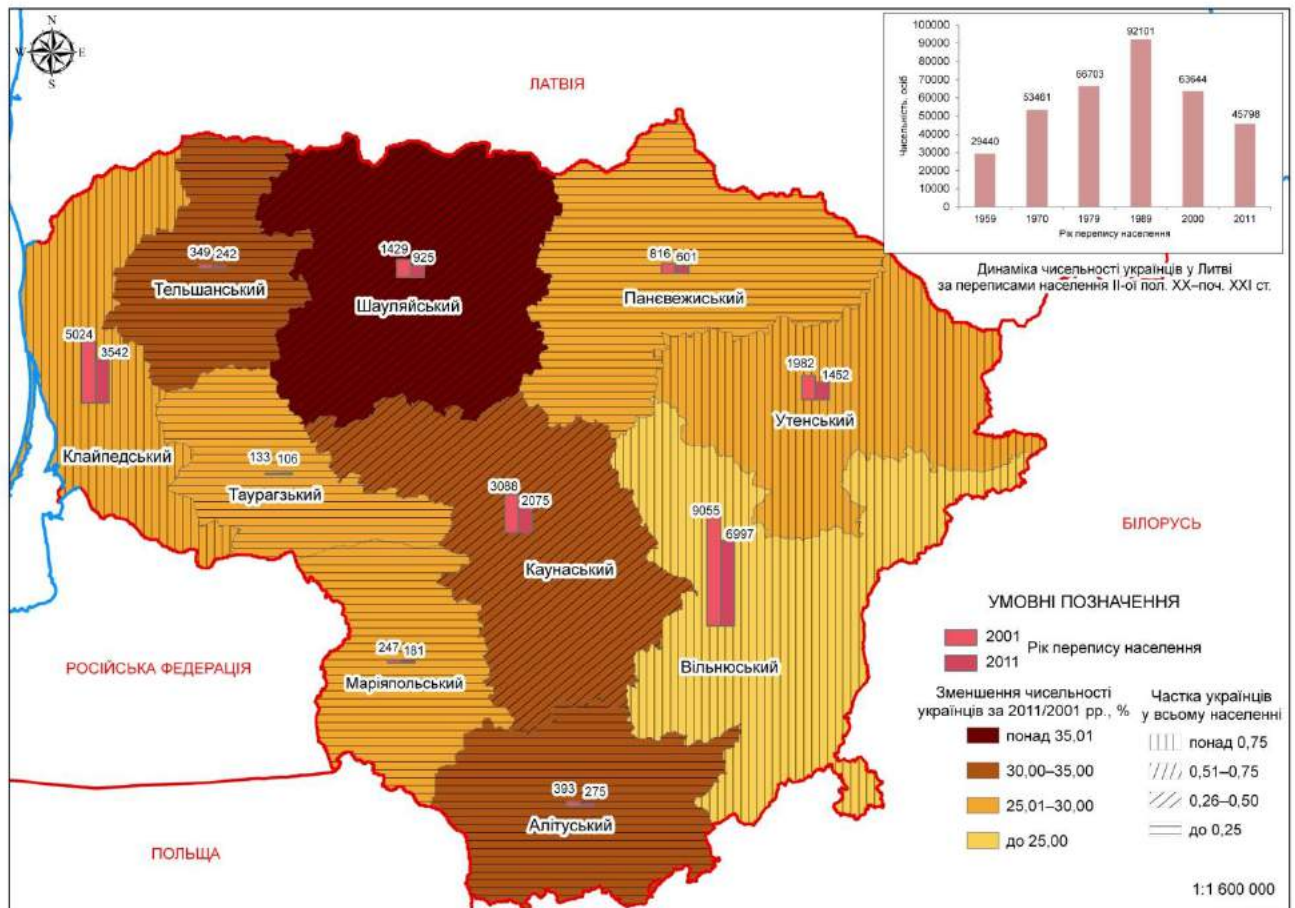 N
W
E
S
ЛАТВІЯ
100000
90000
80000
70000
60000
50000
40000
30000
20000
10000
0
Чисельність, осіб
29440
53461
66703
92101
63644
45798
1959 1970 1979 1989 2000 2011
Рік перепису населення
Динаміка чисельності українців у Литві
за переписами населення ІІ-ої пол. ХХ–поч. ХХІ ст.
349 242
Тельшанський
1429 925
Шауляйський
816 601
Панєвежиський
5024 3542
Клайпедський
1982 1452
Утенський
133 106
Таурагзький
3088 2075
Каунаський
9055 6997
Вільнюський
БІЛОРУСЬ
247 181
Маріяпольський
РОСІЙСЬКА ФЕДЕРАЦІЯ
393 275
Алітуський
ПОЛЬЩА
УМОВНІ ПОЗНАЧЕННЯ
2001
2011
Рік перепису населення
Зменшення чисельності
українців за 2011/2001 рр., %
понад 35,01
30,00–35,00
25,01–30,00
до 25,00
Частка українців
у всьому населенні
понад 0,75
0,51–0,75
0,26–0,50
до 0,25
1:1 600 000